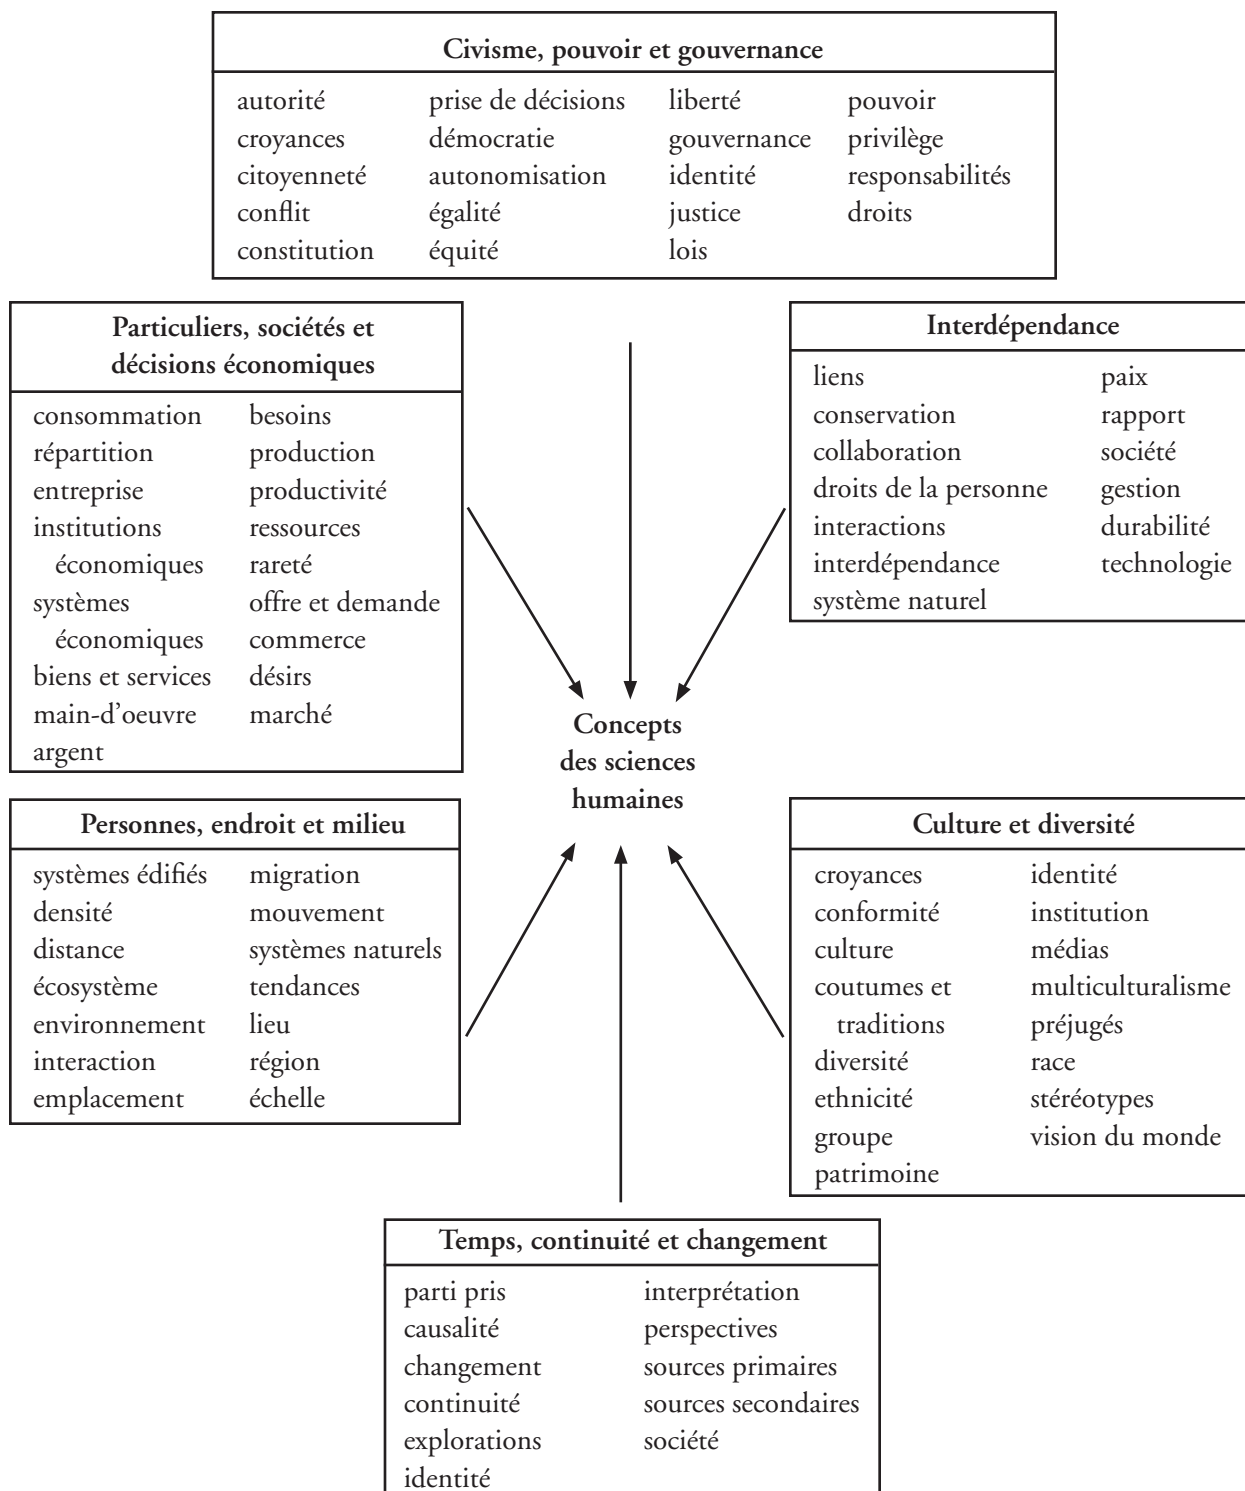 Civisme, pouvoir et gouvernance
autorité
croyances
citoyenneté
conflit
constitution
prise de décisions
démocratie
autonomisation
égalité
équité
liberté
gouvernance
identité
justice
lois
pouvoir
privilège
responsabilités
droits
Particuliers, sociétés et
décisions économiques
consommation
répartition
entreprise
institutions
économiques
systèmes
économiques
biens et services
main-d'oeuvre
argent
besoins
production
productivité
ressources
rareté
offre et demande
commerce
désirs
marché
Interdépendance
liens
conservation
collaboration
droits de la personne
interactions
interdépendance
système naturel
paix
rapport
société
gestion
durabilité
technologie
Concepts
des sciences
humaines
Personnes, endroit et milieu
systèmes édifiés
densité
distance
écosystème
environnement
interaction
emplacement
migration
mouvement
systèmes naturels
tendances
lieu
région
échelle
Culture et diversité
croyances
conformité
culture
coutumes et
traditions
diversité
ethnicité
groupe
patrimoine
identité
institution
médias
multiculturalisme
préjugés
race
stéréotypes
vision du monde
Temps, continuité et changement
parti pris
causalité
changement
continuité
explorations
identité
interprétation
perspectives
sources primaires
sources secondaires
société